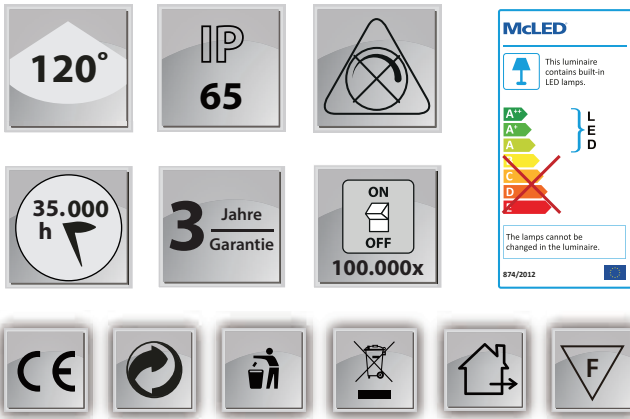 120°
IP
65
35.000
h
3 Jahre
Garantie
ON
OFF
100.000x
McLED
This luminaire
contains built-in
LED lamps.
A++
A+
A
C
D
L
E
D
The lamps cannot be
changed in the luminaire.
874/2012
CE
F